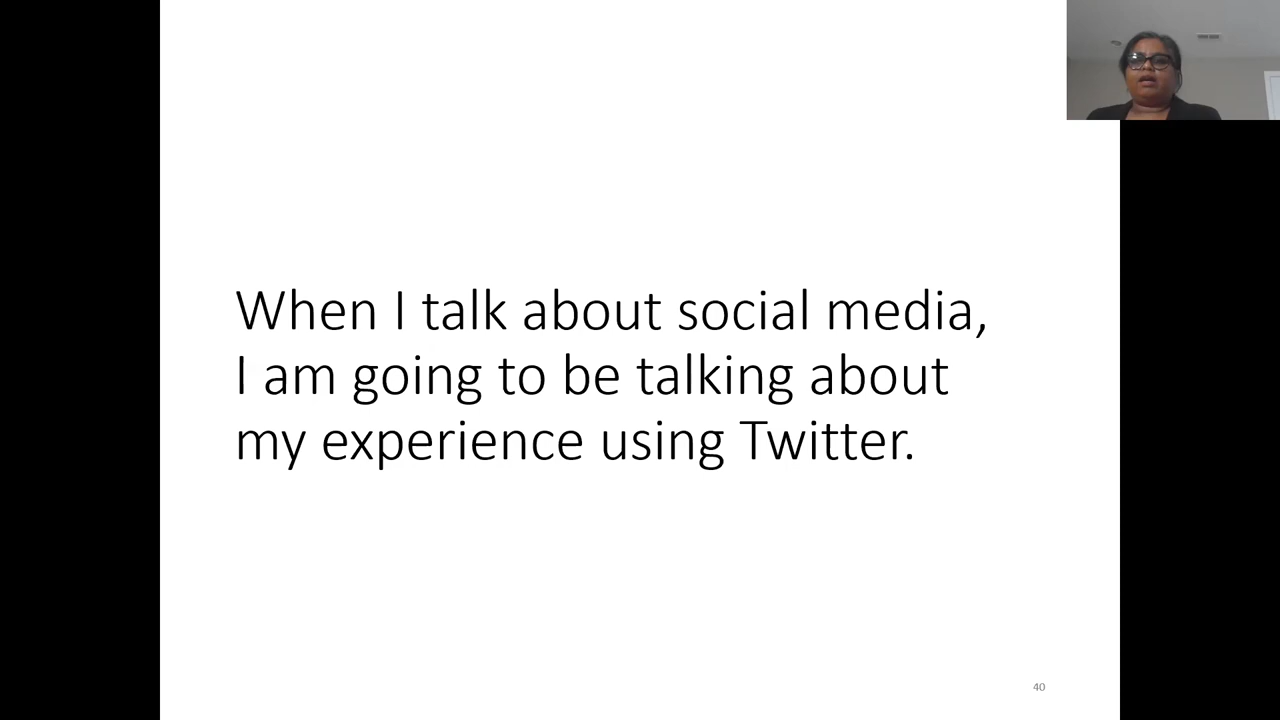 When I talk about social media,
I am going to be talking about
my experience using Twitter.
40